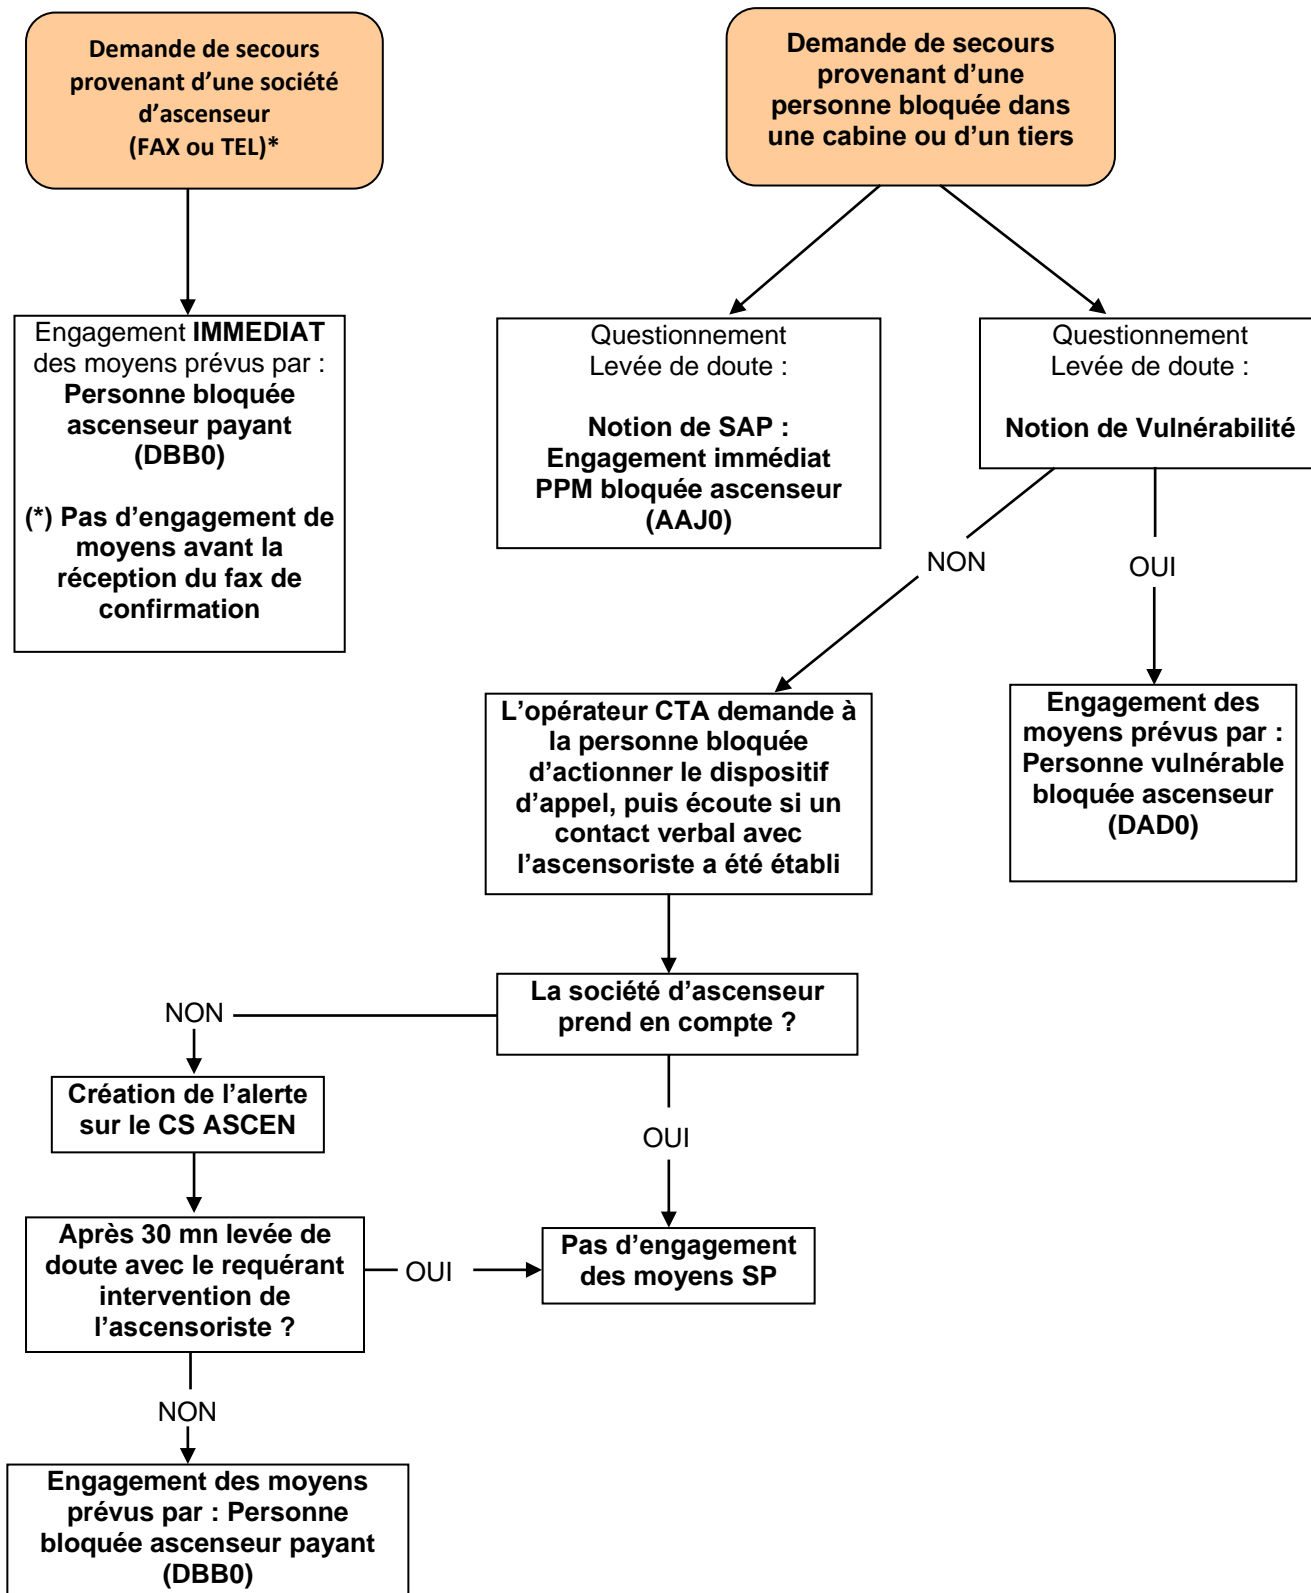 Demande de secours
provenant d’une société
d’ascenseur
(FAX ou TEL)*
Demande de secours
provenant d’une
personne bloquée dans
une cabine ou d’un tiers
Engagement IMMEDIAT
des moyens prévus par :
Personne bloquée
ascenseur payant
(DBB0)
(*) Pas d’engagement de
moyens avant la
réception du fax de
confirmation
Questionnement
Levée de doute :
Notion de SAP :
Engagement immédiat
PPM bloquée ascenseur
(AAJ0)
Questionnement
Levée de doute :
Notion de Vulnérabilité
NON
OUI
L’opérateur CTA demande à
la personne bloquée
d’actionner le dispositif
d’appel, puis écoute si un
contact verbal avec
l’ascensoriste a été établi
Engagement des
moyens prévus par :
Personne vulnérable
bloquée ascenseur
(DAD0)
La société d’ascenseur
prend en compte ?
NON
Création de l’alerte
sur le CS ASCEN
OUI
Après 30 mn levée de
doute avec le requérant
intervention de
l’ascensoriste ?
OUI
Pas d’engagement
des moyens SP
NON
Engagement des moyens
prévus par : Personne
bloquée ascenseur payant
(DBB0)